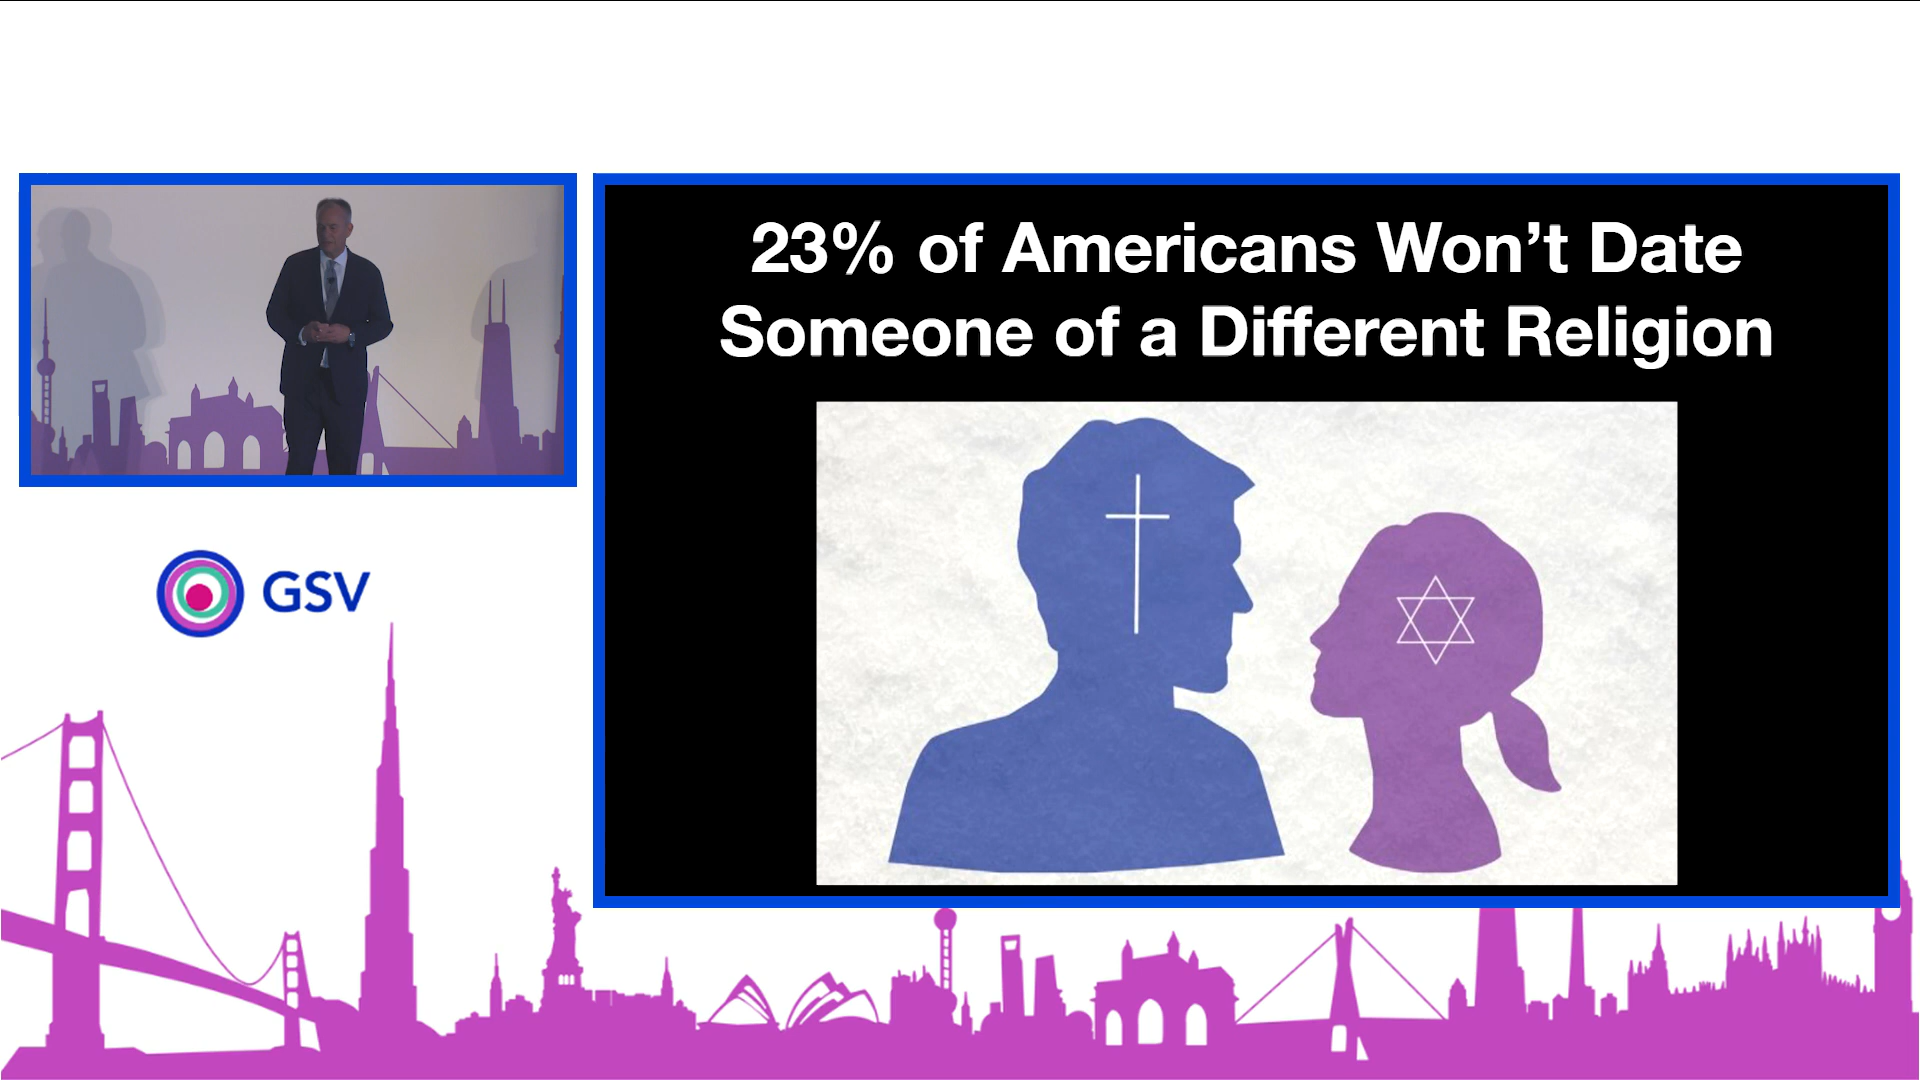 23% of Americans Won’t Date
Someone of a Different Religion
GSV